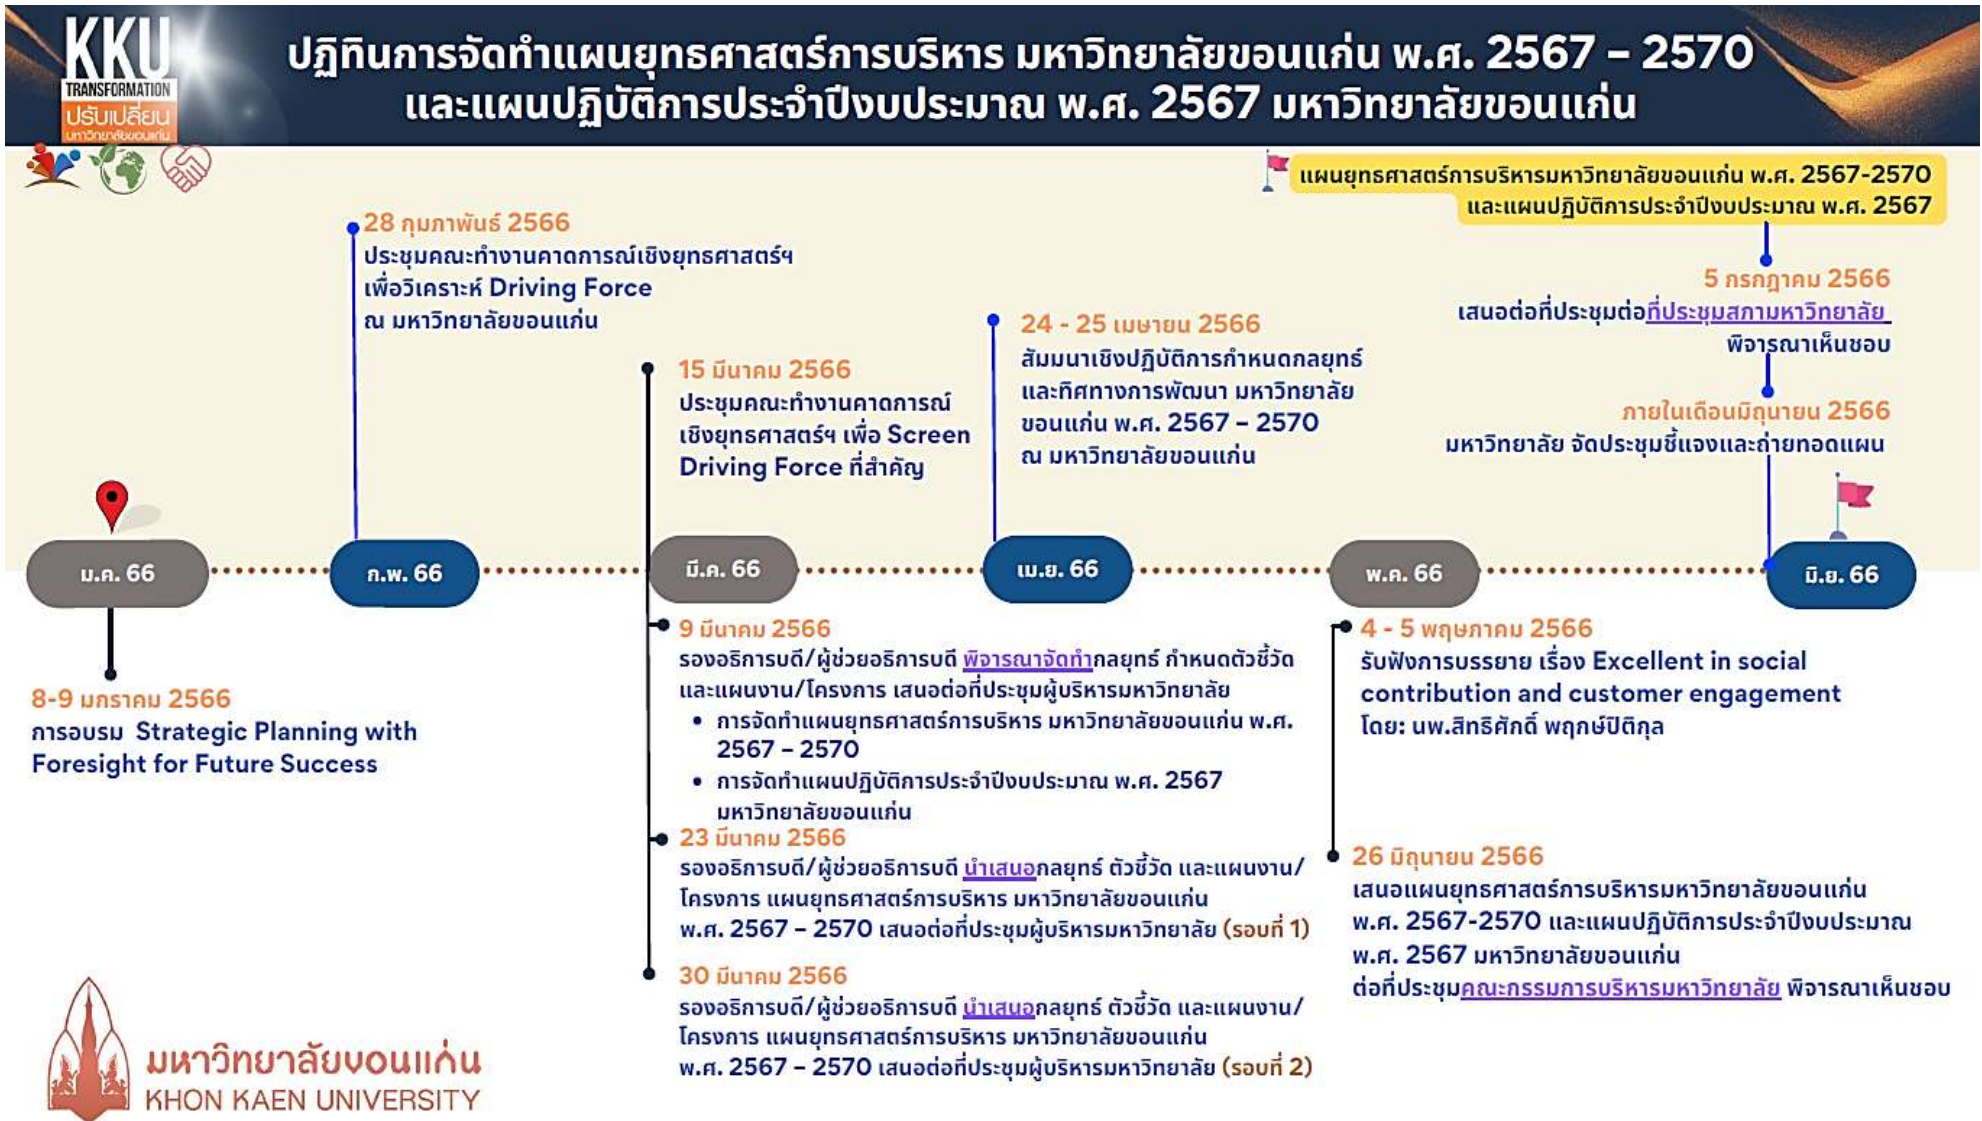 KKU
TRANSFORMATION
ปรับเปลี่ยน
มหาวิทยาลัยขอนแก่น
ปฏิทินการจัดทำแผนยุทธศาสตร์การบริหาร มหาวิทยาลัยขอนแก่น พ.ศ. 2567 – 2570
และแผนปฏิบัติการประจำปีงบประมาณ พ.ศ. 2567 มหาวิทยาลัยขอนแก่น
แผนยุทธศาสตร์การบริหารมหาวิทยาลัยขอนแก่น พ.ศ. 2567-2570
และแผนปฏิบัติการประจำปีงบประมาณ พ.ศ. 2567
28 กุมภาพันธ์ 2566
ประชุมคณะทำงานคาดการณ์เชิงยุทธศาสตร์ฯ
เพื่อวิเคราะห์ Driving Force
ณ มหาวิทยาลัยขอนแก่น
15 มีนาคม 2566
ประชุมคณะทำงานคาดการณ์
เชิงยุทธศาสตร์ฯ เพื่อ Screen
Driving Force ที่สำคัญ
24 - 25 เมษายน 2566
สัมมนาเชิงปฏิบัติการกำหนดกลยุทธ์
และทิศทางการพัฒนา มหาวิทยาลัย
ขอนแก่น พ.ศ. 2567 – 2570
ณ มหาวิทยาลัยขอนแก่น
5 กรกฎาคม 2566
เสนอต่อที่ประชุมต่อที่ประชุมสภามหาวิทยาลัย
พิจารณาเห็นชอบ
ภายในเดือนมิถุนายน 2566
มหาวิทยาลัย จัดประชุมชี้แจงและถ่ายทอดแผน
ม.ค. 66
ก.พ. 66
มี.ค. 66
เม.ย. 66
พ.ค. 66
มิ.ย. 66
8-9 มกราคม 2566
การอบรม Strategic Planning with
Foresight for Future Success
9 มีนาคม 2566
รองอธิการบดี/ผู้ช่วยอธิการบดี พิจารณาจัดทำกลยุทธ์ กำหนดตัวชี้วัด
และแผนงาน/โครงการ เสนอต่อที่ประชุมผู้บริหารมหาวิทยาลัย
• การจัดทำแผนยุทธศาสตร์การบริหาร มหาวิทยาลัยขอนแก่น พ.ศ.
2567 – 2570
• การจัดทำแผนปฏิบัติการประจำปีงบประมาณ พ.ศ. 2567
มหาวิทยาลัยขอนแก่น
23 มีนาคม 2566
รองอธิการบดี/ผู้ช่วยอธิการบดี นำเสนอกลยุทธ์ ตัวชี้วัด และแผนงาน/
โครงการ แผนยุทธศาสตร์การบริหาร มหาวิทยาลัยขอนแก่น
พ.ศ. 2567 – 2570 เสนอต่อที่ประชุมผู้บริหารมหาวิทยาลัย (รอบที่ 1)
30 มีนาคม 2566
รองอธิการบดี/ผู้ช่วยอธิการบดี นำเสนอกลยุทธ์ ตัวชี้วัด และแผนงาน/
โครงการ แผนยุทธศาสตร์การบริหาร มหาวิทยาลัยขอนแก่น
พ.ศ. 2567 – 2570 เสนอต่อที่ประชุมผู้บริหารมหาวิทยาลัย (รอบที่ 2)
4 - 5 พฤษภาคม 2566
รับฟังการบรรยาย เรื่อง Excellent in social
contribution and customer engagement
โดย: นพ.สิทธิศักดิ์ พฤกษ์ปิติกุล
26 มิถุนายน 2566
เสนอแผนยุทธศาสตร์การบริหารมหาวิทยาลัยขอนแก่น
พ.ศ. 2567-2570 และแผนปฏิบัติการประจำปีงบประมาณ
พ.ศ. 2567 มหาวิทยาลัยขอนแก่น
ต่อที่ประชุมคณะกรรมการบริหารมหาวิทยาลัย พิจารณาเห็นชอบ
มหาวิทยาลัยขอนแก่น
KHON KAEN UNIVERSITY